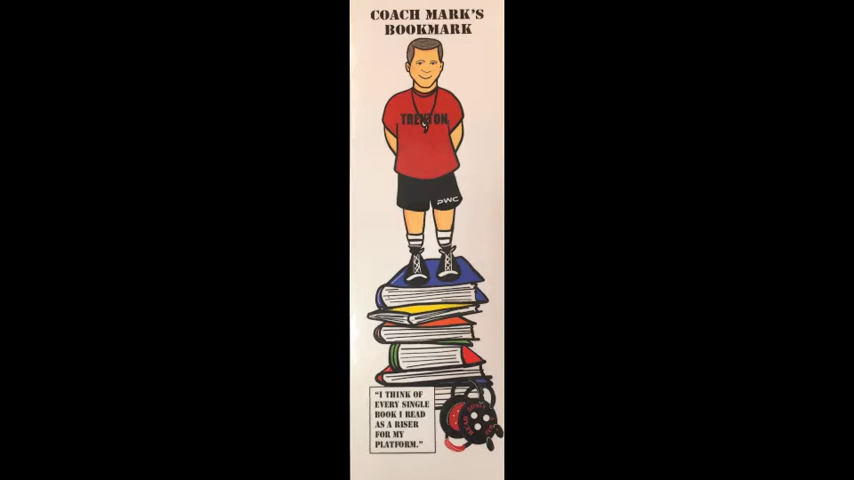 COACH MARK'S
BOOKMARK
TRENTON
PWC
"I THINK OF
EVERY SINGLE
BOOK I READ
AS A RISER
FOR MY
PLATFORM."